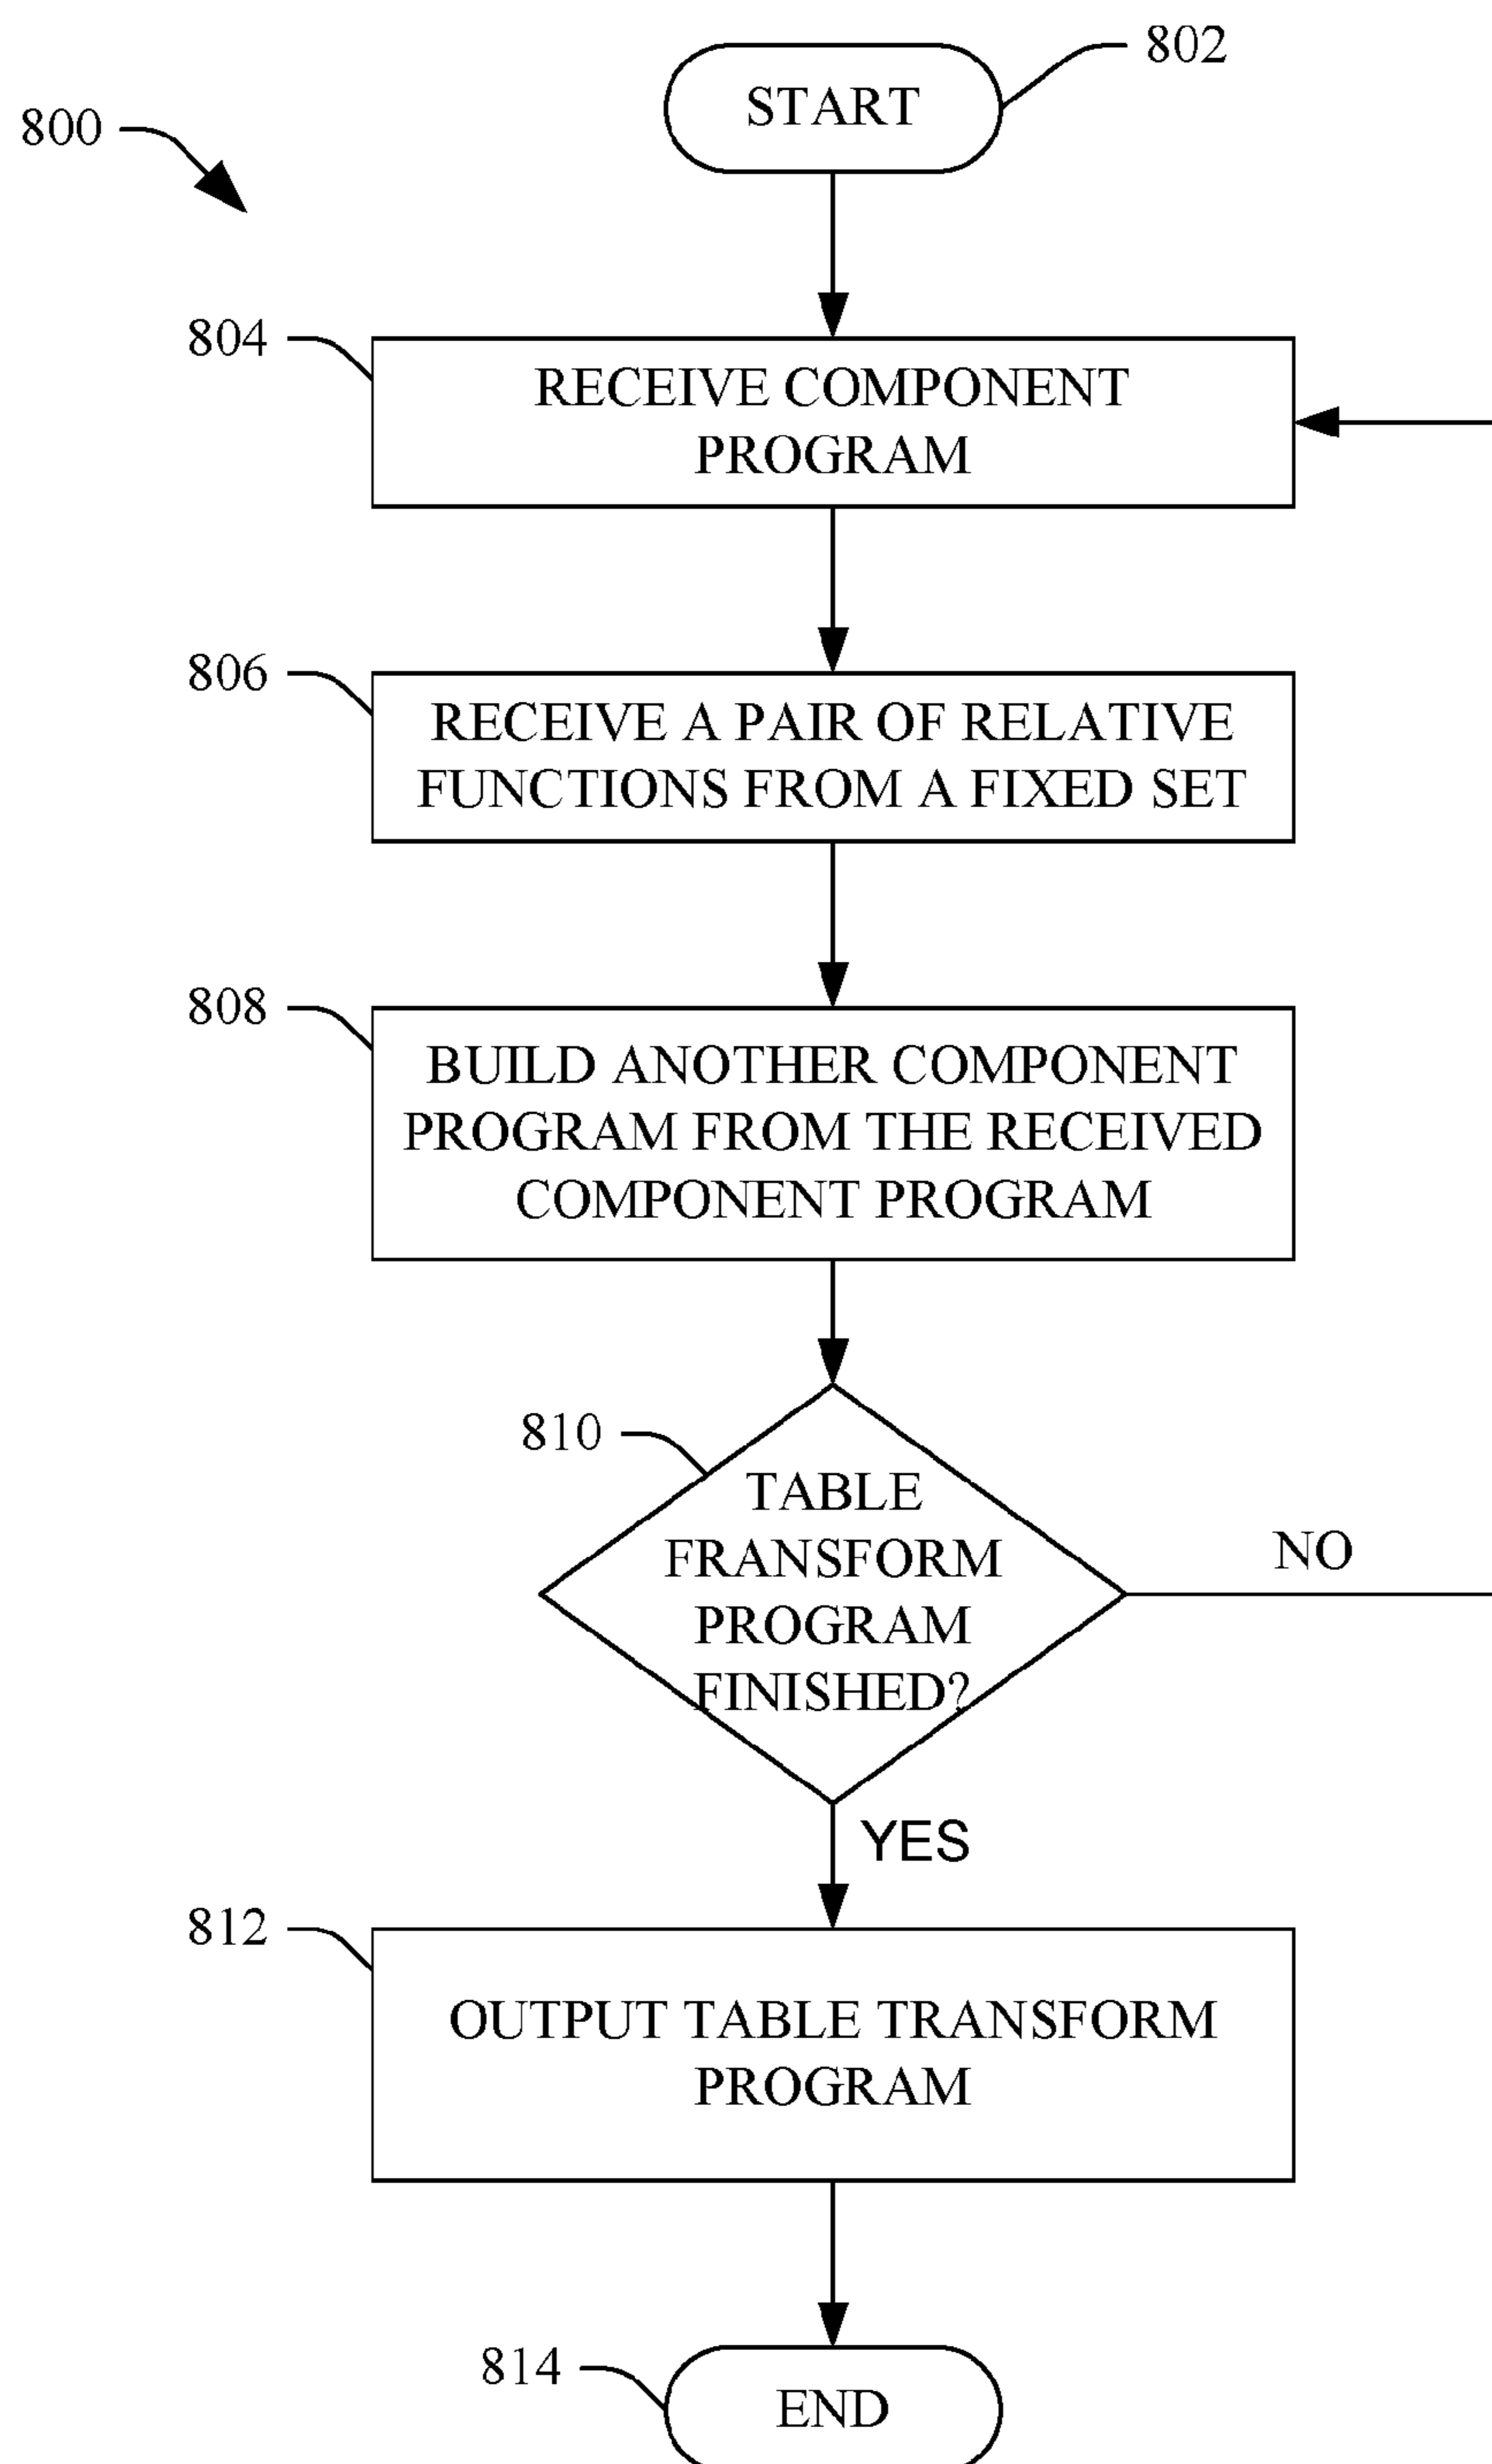 802
START
800
804
RECEIVE COMPONENT
PROGRAM
806
RECEIVE A PAIR OF RELATIVE
FUNCTIONS FROM A FIXED SET
808
BUILD ANOTHER COMPONENT
PROGRAM FROM THE RECEIVED
COMPONENT PROGRAM
810
TABLE
FRANSFORM
PROGRAM
FINISHED?
NO
YES
812
OUTPUT TABLE TRANSFORM
PROGRAM
814
END